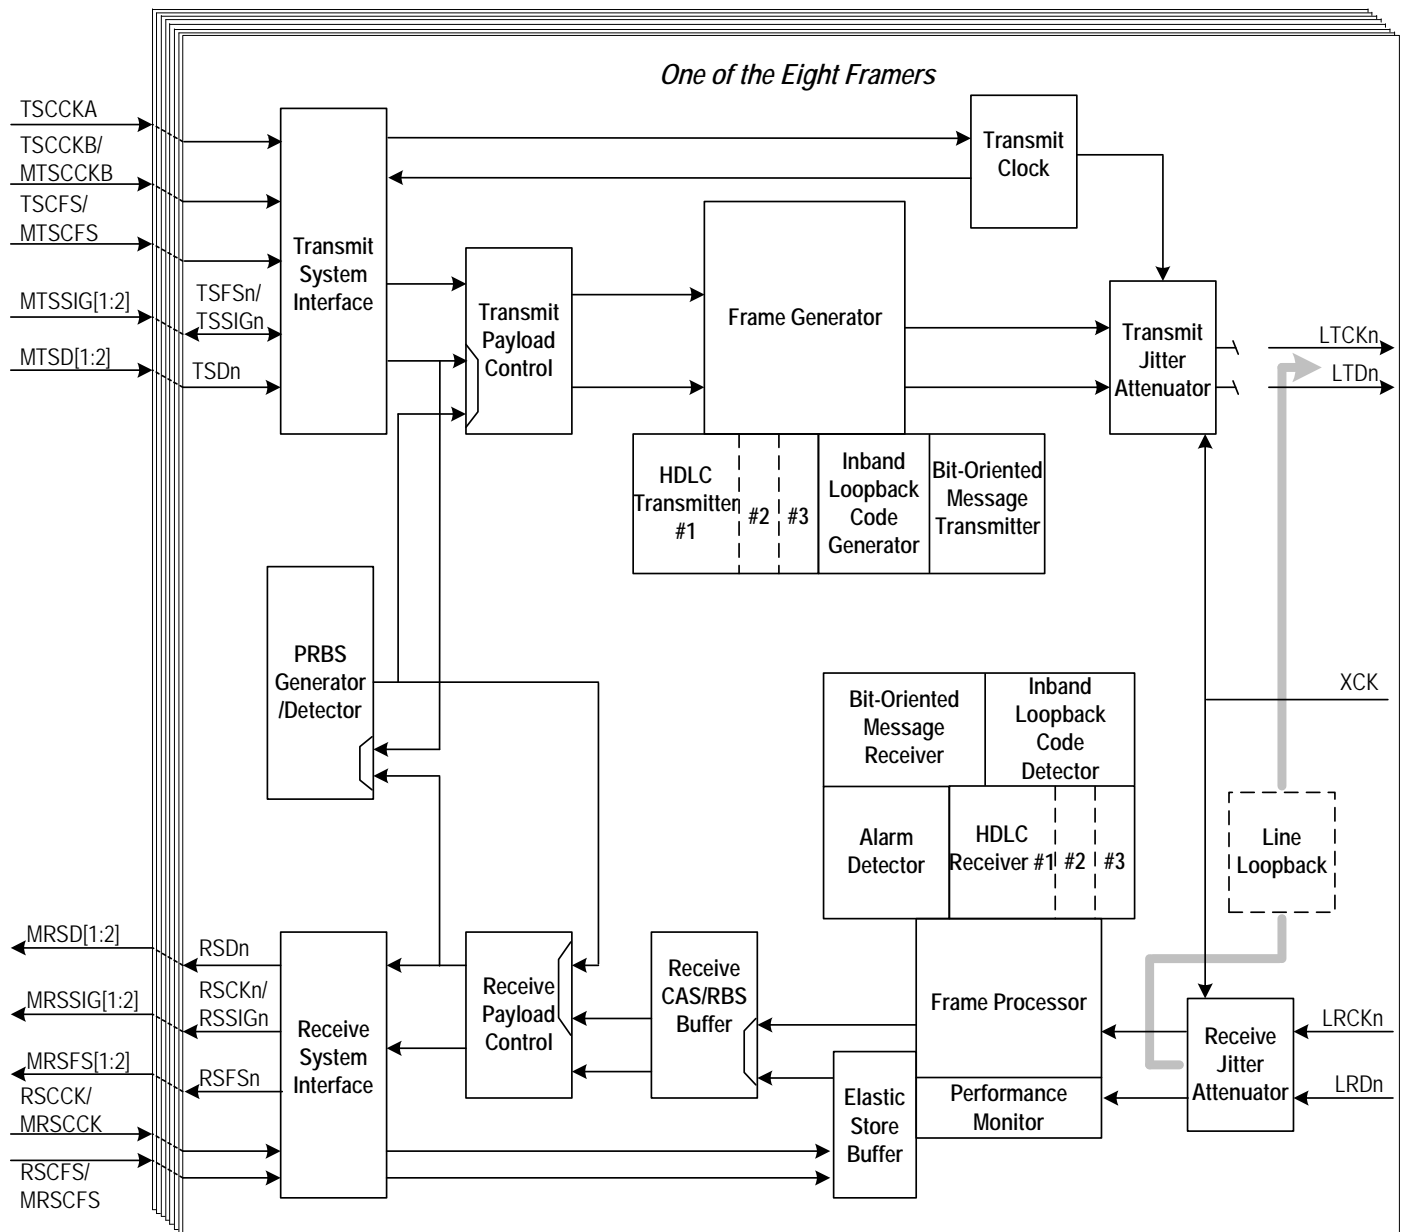 One of the Eight Framers
TSCCKA
TSCCKB/
MTSCCKB
TSCFS/
MTSCFS
MTSSIG[1:2]
MTSD[1:2]
TSFSn/
TSSIGn
TSDn
Transmit
System
Interface
Transmit
Payload
Control
Frame Generator
Transmit
Clock
Transmit
Jitter
Attenuator
LTCKn
LTDn
HDLC
Transmitter
#1
#2
#3
Inband
Loopback
Code
Generator
Bit-Oriented
Message
Transmitter
PRBS
Generator
/Detector
XCK
Bit-Oriented
Message
Receiver
Inband
Loopback
Code
Detector
Alarm
Detector
HDLC
Receiver #1
#2
#3
Line
Loopback
MRSD[1:2]
MRSSIG[1:2]
MRSFS[1:2]
RSCCK/
MRSCCK
RSCFS/
MRSCFS
RSDn
RSCKn/
RSSIGn
RSFSn
Receive
System
Interface
Receive
Payload
Control
Receive
CAS/RBS
Buffer
Elastic
Store
Buffer
Frame Processor
Performance
Monitor
Receive
Jitter
Attenuator
LRCKn
LRDn